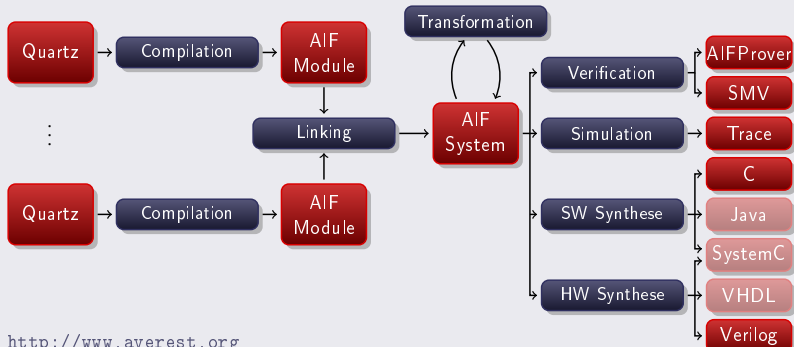 Transformation
Quartz
Compilation
AIF
Module
Verification
AIFProver
SMV
⋮
Linking
AIF
System
Simulation
Trace
Quartz
Compilation
AIF
Module
SW Synthese
C
Java
SystemC
HW Synthese
VHDL
Verilog
http://www.averest.org